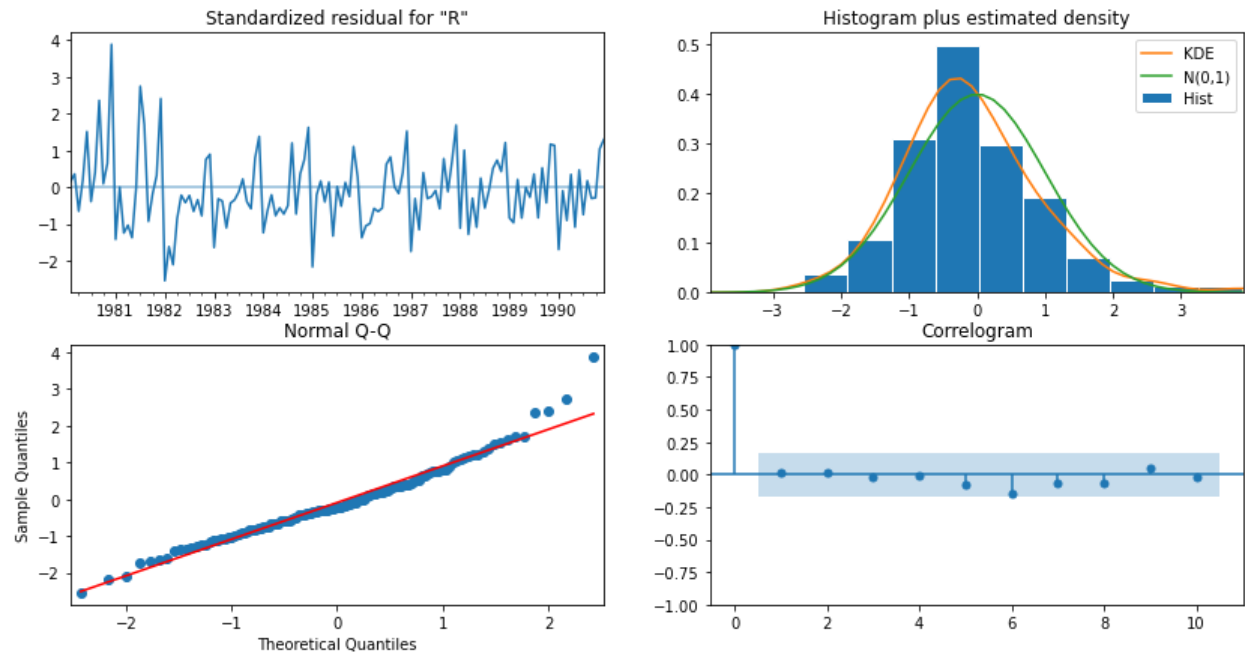 Standardized residual for "R"
4
3
2
1
0
−1
−2
1981 1982 1983 1984 1985 1986 1987 1988 1989 1990
Histogram plus estimated density
0.5
0.4
0.3
0.2
0.1
0.0
KDE
N(0,1)
Hist
−3 −2 −1 0 1 2 3
Normal Q-Q
Sample Quantiles
4
3
2
1
0
−1
−2
−2 −1 0 1 2
Theoretical Quantiles
Correlogram
1.00
0.75
0.50
0.25
0.00
−0.25
−0.50
−0.75
−1.00
0 2 4 6 8 10